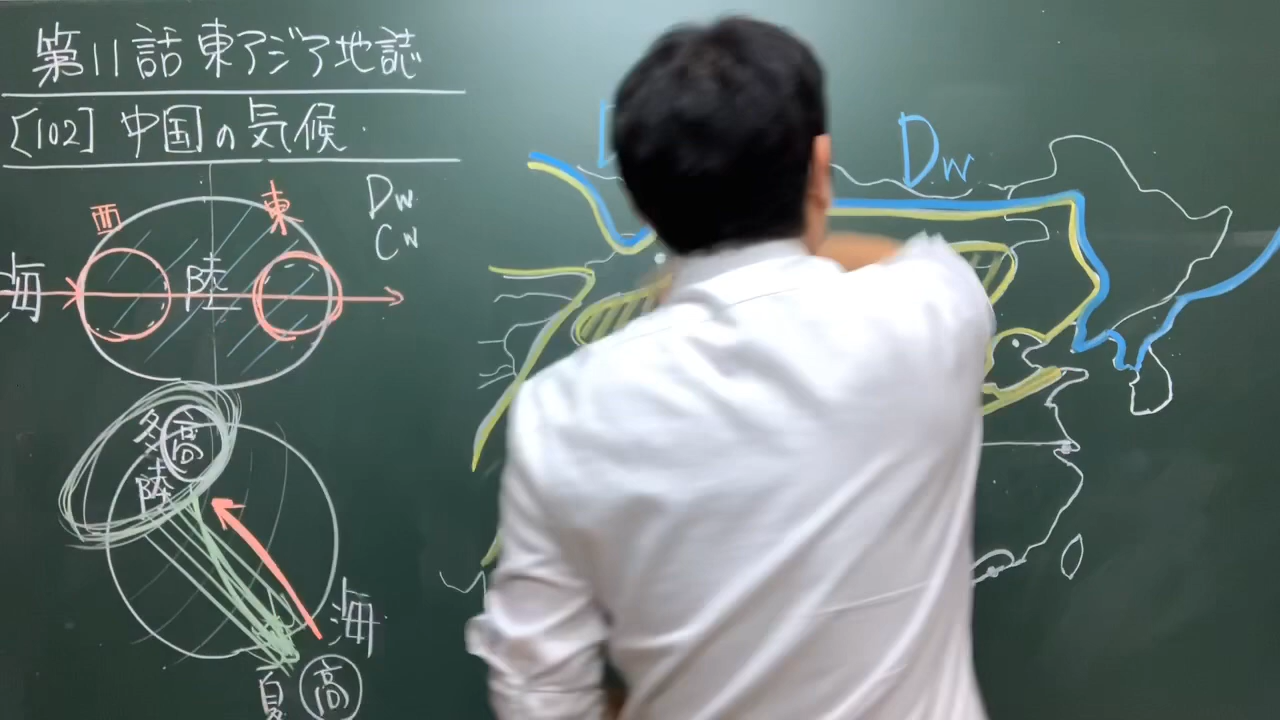 第11話 東アジア地誌
[102] 中国の気候
西
東
Dw
Cw
海
陸
冬
高
陸
海
夏
高
Dw